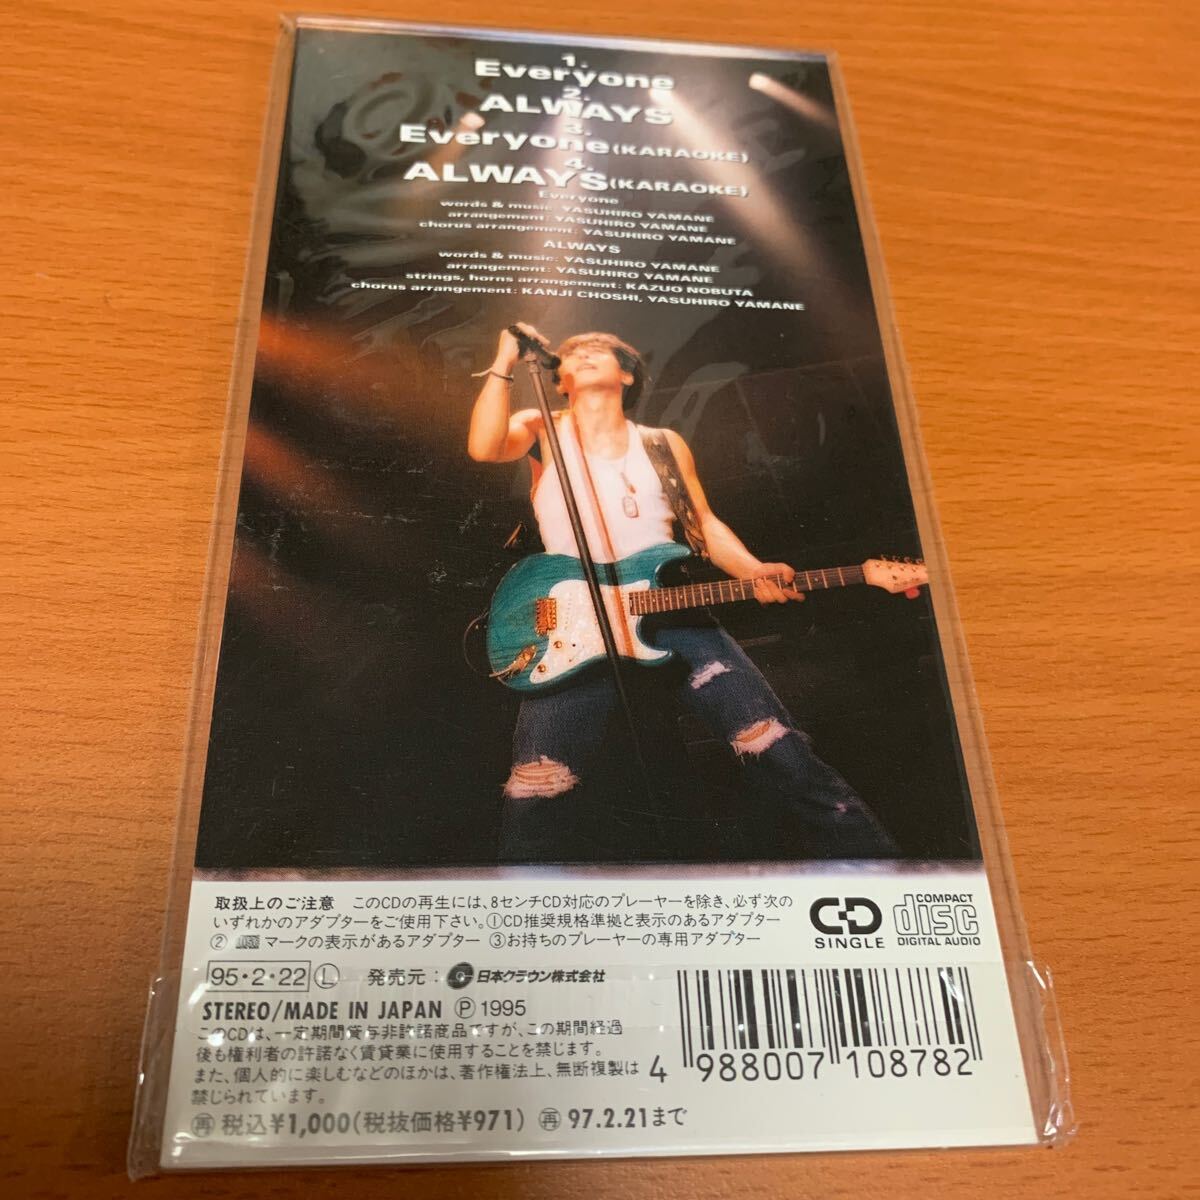 1.
Everyone
2.
ALWAYS
3.
Everyone(KARAOKE)
4.
ALWAYS(KARAOKE)
Everyone
words & music: YASUHIRO YAMANE
arrangement: YASUHIRO YAMANE
chorus arrangement: YASUHIRO YAMANE
ALWAYS
words & music: YASUHIRO YAMANE
arrangement: YASUHIRO YAMANE
strings, horns arrangement: KAZUO NOBUTA
chorus arrangement: KANJI CHOSHI, YASUHIRO YAMANE
取扱上のご注意 このCDの再生には、8センチCD対応のプレーヤーを除き、必ず次の
いずれかのアダプターをご使用下さい。①CD推奨規格準拠と表示のあるアダプター
② マークの表示があるアダプター ③お持ちのプレーヤーの専用アダプター
CD
SINGLE
COMPACT
disc
DIGITAL AUDIO
95・2・22 Ⓛ 発売元: 日本クラウン株式会社
STEREO/MADE IN JAPAN Ⓟ1995
このCDは、一定期間貸与非許諾商品ですが、この期間経過
後も権利者の許諾なく賃貸業に使用することを禁じます。
また、個人的に楽しむなどのほかは、著作権法上、無断複製は
禁じられています。
㊢ 税込¥1,000(税抜価格¥971) ㊢ 97.2.21まで
4 988007 108782